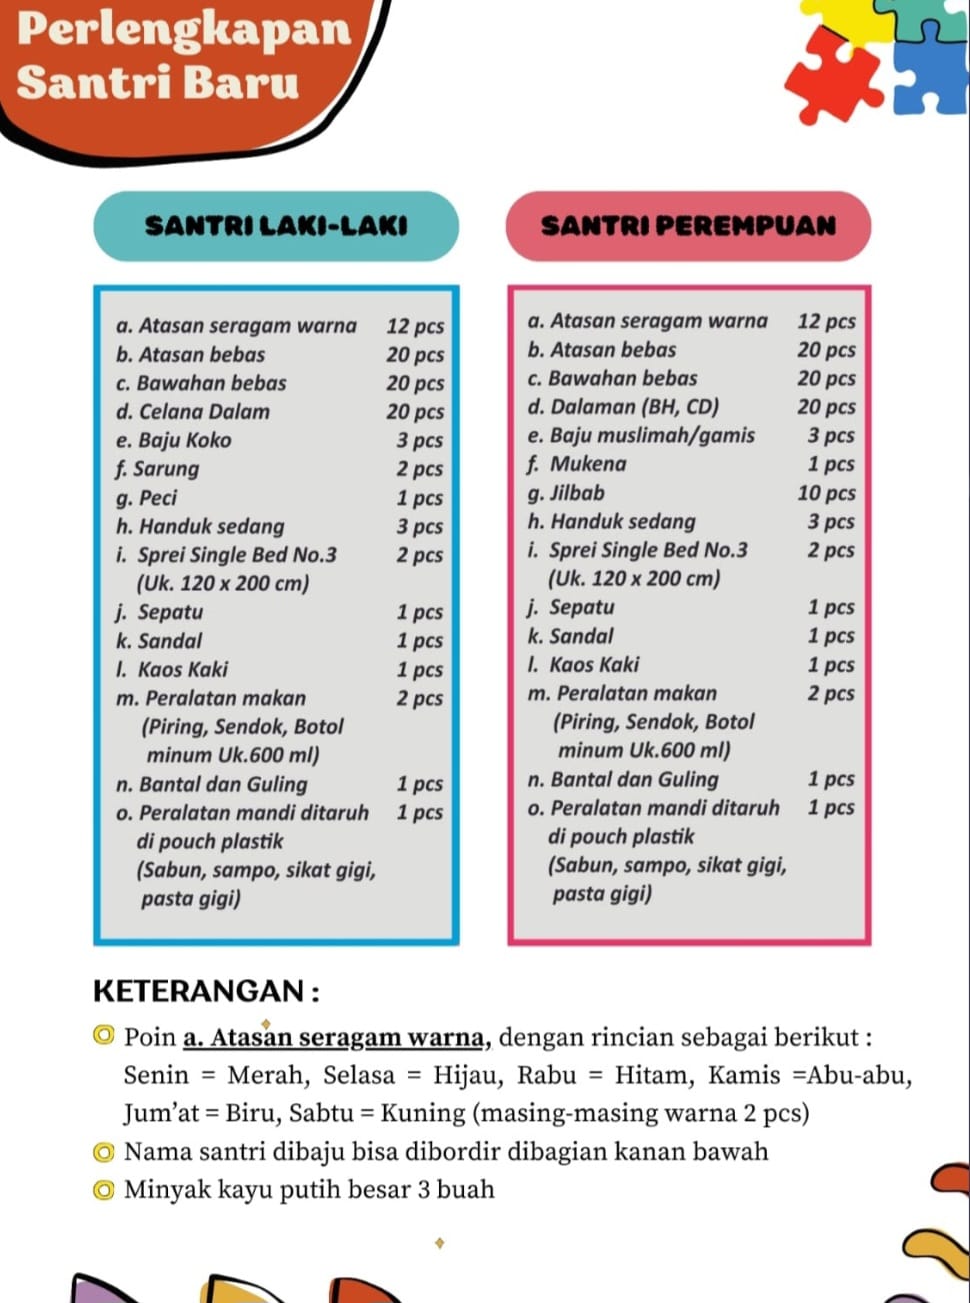 Perlengkapan
Santri Baru
SANTRI LAKI-LAKI
a. Atasan seragam warna 12 pcs
b. Atasan bebas 20 pcs
c. Bawahan bebas 20 pcs
d. Celana Dalam 20 pcs
e. Baju Koko 3 pcs
f. Sarung 2 pcs
g. Peci 1 pcs
h. Handuk sedang 3 pcs
i. Sprei Single Bed No.3 2 pcs
(Uk. 120 x 200 cm)
j. Sepatu 1 pcs
k. Sandal 1 pcs
l. Kaos Kaki 1 pcs
m. Peralatan makan 2 pcs
(Piring, Sendok, Botol
minum Uk.600 ml)
n. Bantal dan Guling 1 pcs
o. Peralatan mandi ditaruh 1 pcs
di pouch plastik
(Sabun, sampo, sikat gigi,
pasta gigi)
SANTRI PEREMPUAN
a. Atasan seragam warna 12 pcs
b. Atasan bebas 20 pcs
c. Bawahan bebas 20 pcs
d. Dalaman (BH, CD) 20 pcs
e. Baju muslimah/gamis 3 pcs
f. Mukena 1 pcs
g. Jilbab 10 pcs
h. Handuk sedang 3 pcs
i. Sprei Single Bed No.3 2 pcs
(Uk. 120 x 200 cm)
j. Sepatu 1 pcs
k. Sandal 1 pcs
l. Kaos Kaki 1 pcs
m. Peralatan makan 2 pcs
(Piring, Sendok, Botol
minum Uk.600 ml)
n. Bantal dan Guling 1 pcs
o. Peralatan mandi ditaruh 1 pcs
di pouch plastik
(Sabun, sampo, sikat gigi,
pasta gigi)
KETERANGAN :
Poin a. Atasan seragam warna, dengan rincian sebagai berikut :
Senin = Merah, Selasa = Hijau, Rabu = Hitam, Kamis =Abu-abu,
Jum’at = Biru, Sabtu = Kuning (masing-masing warna 2 pcs)
Nama santri dibaju bisa dibordir dibagian kanan bawah
Minyak kayu putih besar 3 buah